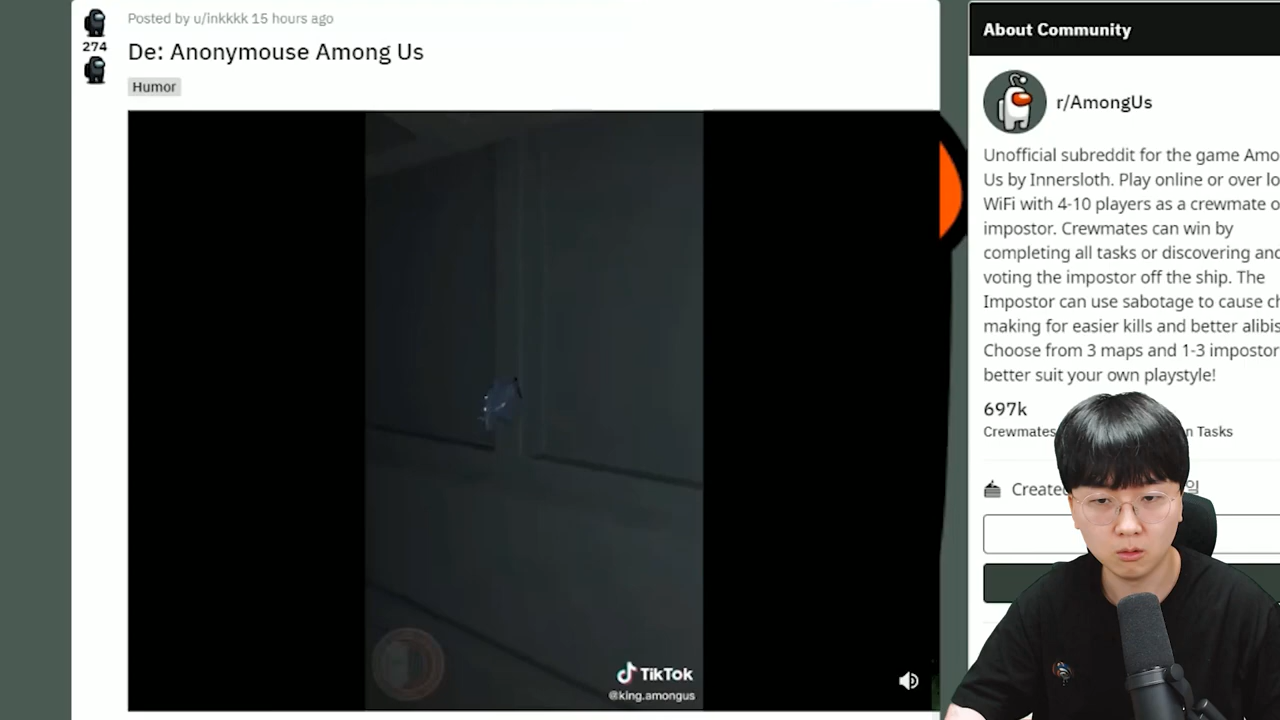 Posted by u/inkkkk 15 hours ago
274
De: Anonymouse Among Us
Humor
TikTok
@king.amongus
About Community
r/AmongUs
Unofficial subreddit for the game Amo
Us by Innersloth. Play online or over lo
WiFi with 4-10 players as a crewmate o
impostor. Crewmates can win by
completing all tasks or discovering and
voting the impostor off the ship. The
Impostor can use sabotage to cause ch
making for easier kills and better alibis
Choose from 3 maps and 1-3 impostor
better suit your own playstyle!
697k
Crewmates n Tasks
Create 일